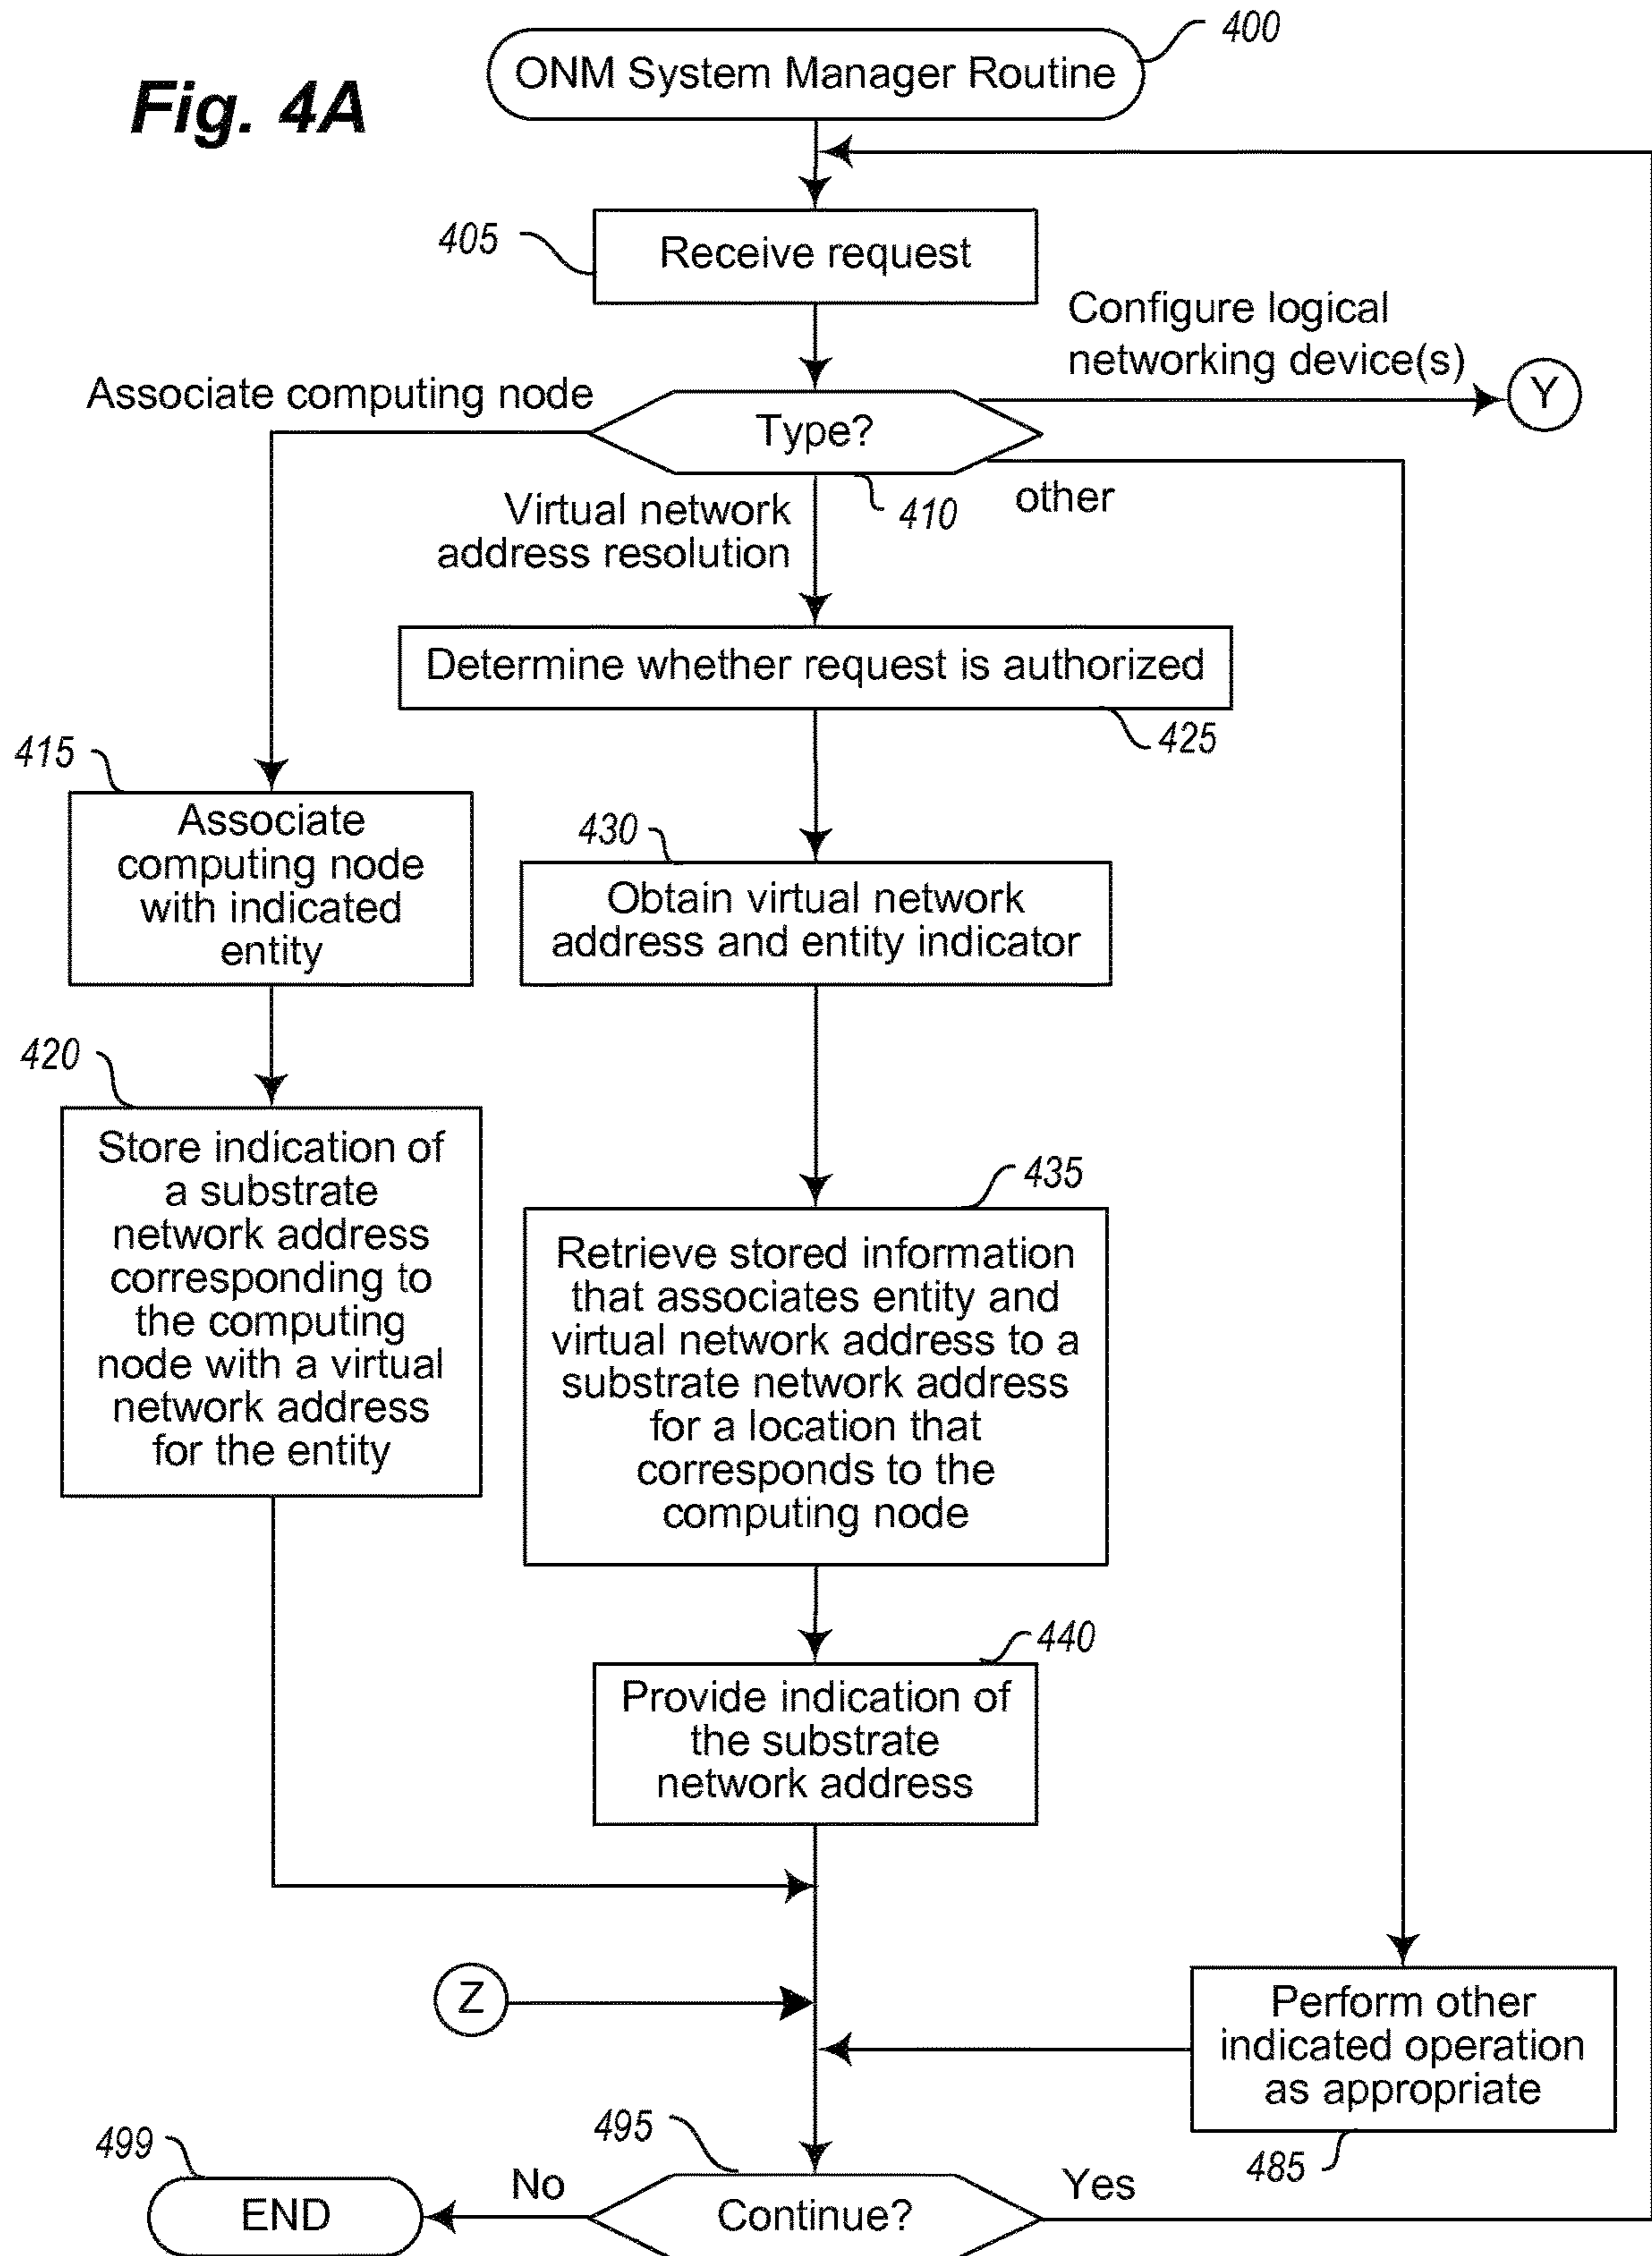 Fig. 4A
ONM System Manager Routine
400
405
Receive request
Configure logical
networking device(s)
Y
Associate computing node
Type?
410
other
Virtual network
address resolution
Determine whether request is authorized
425
415
Associate
computing node
with indicated
entity
430
Obtain virtual network
address and entity indicator
420
Store indication of
a substrate
network address
corresponding to
the computing
node with a virtual
network address
for the entity
435
Retrieve stored information
that associates entity and
virtual network address to a
substrate network address
for a location that
corresponds to the
computing node
440
Provide indication of
the substrate
network address
Z
Perform other
indicated operation
as appropriate
485
495
Continue?
Yes
No
499
END